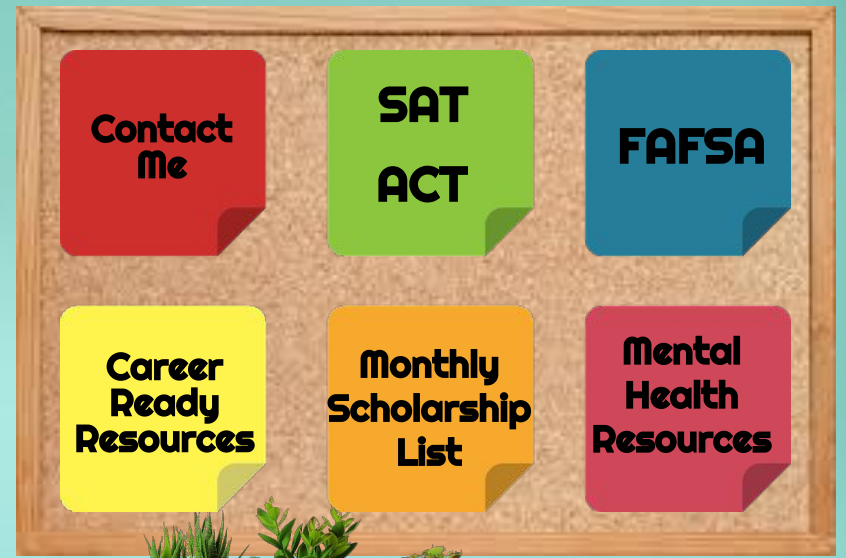 Contact
Me
SAT
ACT
FAFSA
Career
Ready
Resources
Monthly
Scholarship
List
Mental
Health
Resources